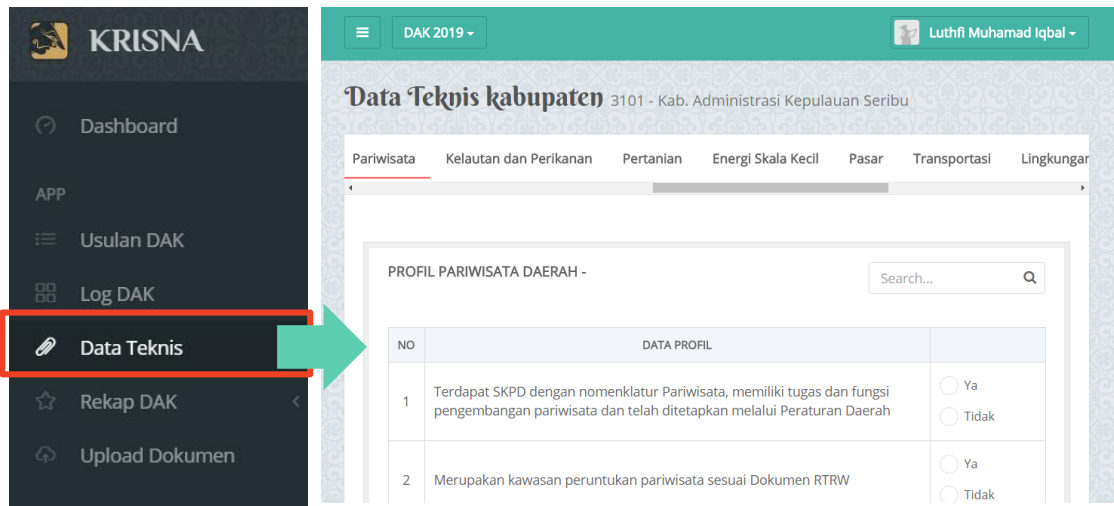 KRISNA
Dashboard
APP
Usulan DAK
Log DAK
Data Teknis
Rekap DAK
Upload Dokumen
DAK 2019
Luthfi Muhamad Iqbal
Data Teknis kabupaten 3101 - Kab. Administrasi Kepulauan Seribu
Pariwisata Kelautan dan Perikanan Pertanian Energi Skala Kecil Pasar Transportasi Lingkungan
PROFIL PARIWISATA DAERAH -
Search...
NO DATA PROFIL
1 Terdapat SKPD dengan nomenklatur Pariwisata, memiliki tugas dan fungsi
pengembangan pariwisata dan telah ditetapkan melalui Peraturan Daerah
Ya
Tidak
2 Merupakan kawasan peruntukan pariwisata sesuai Dokumen RTRW
Ya
Tidak